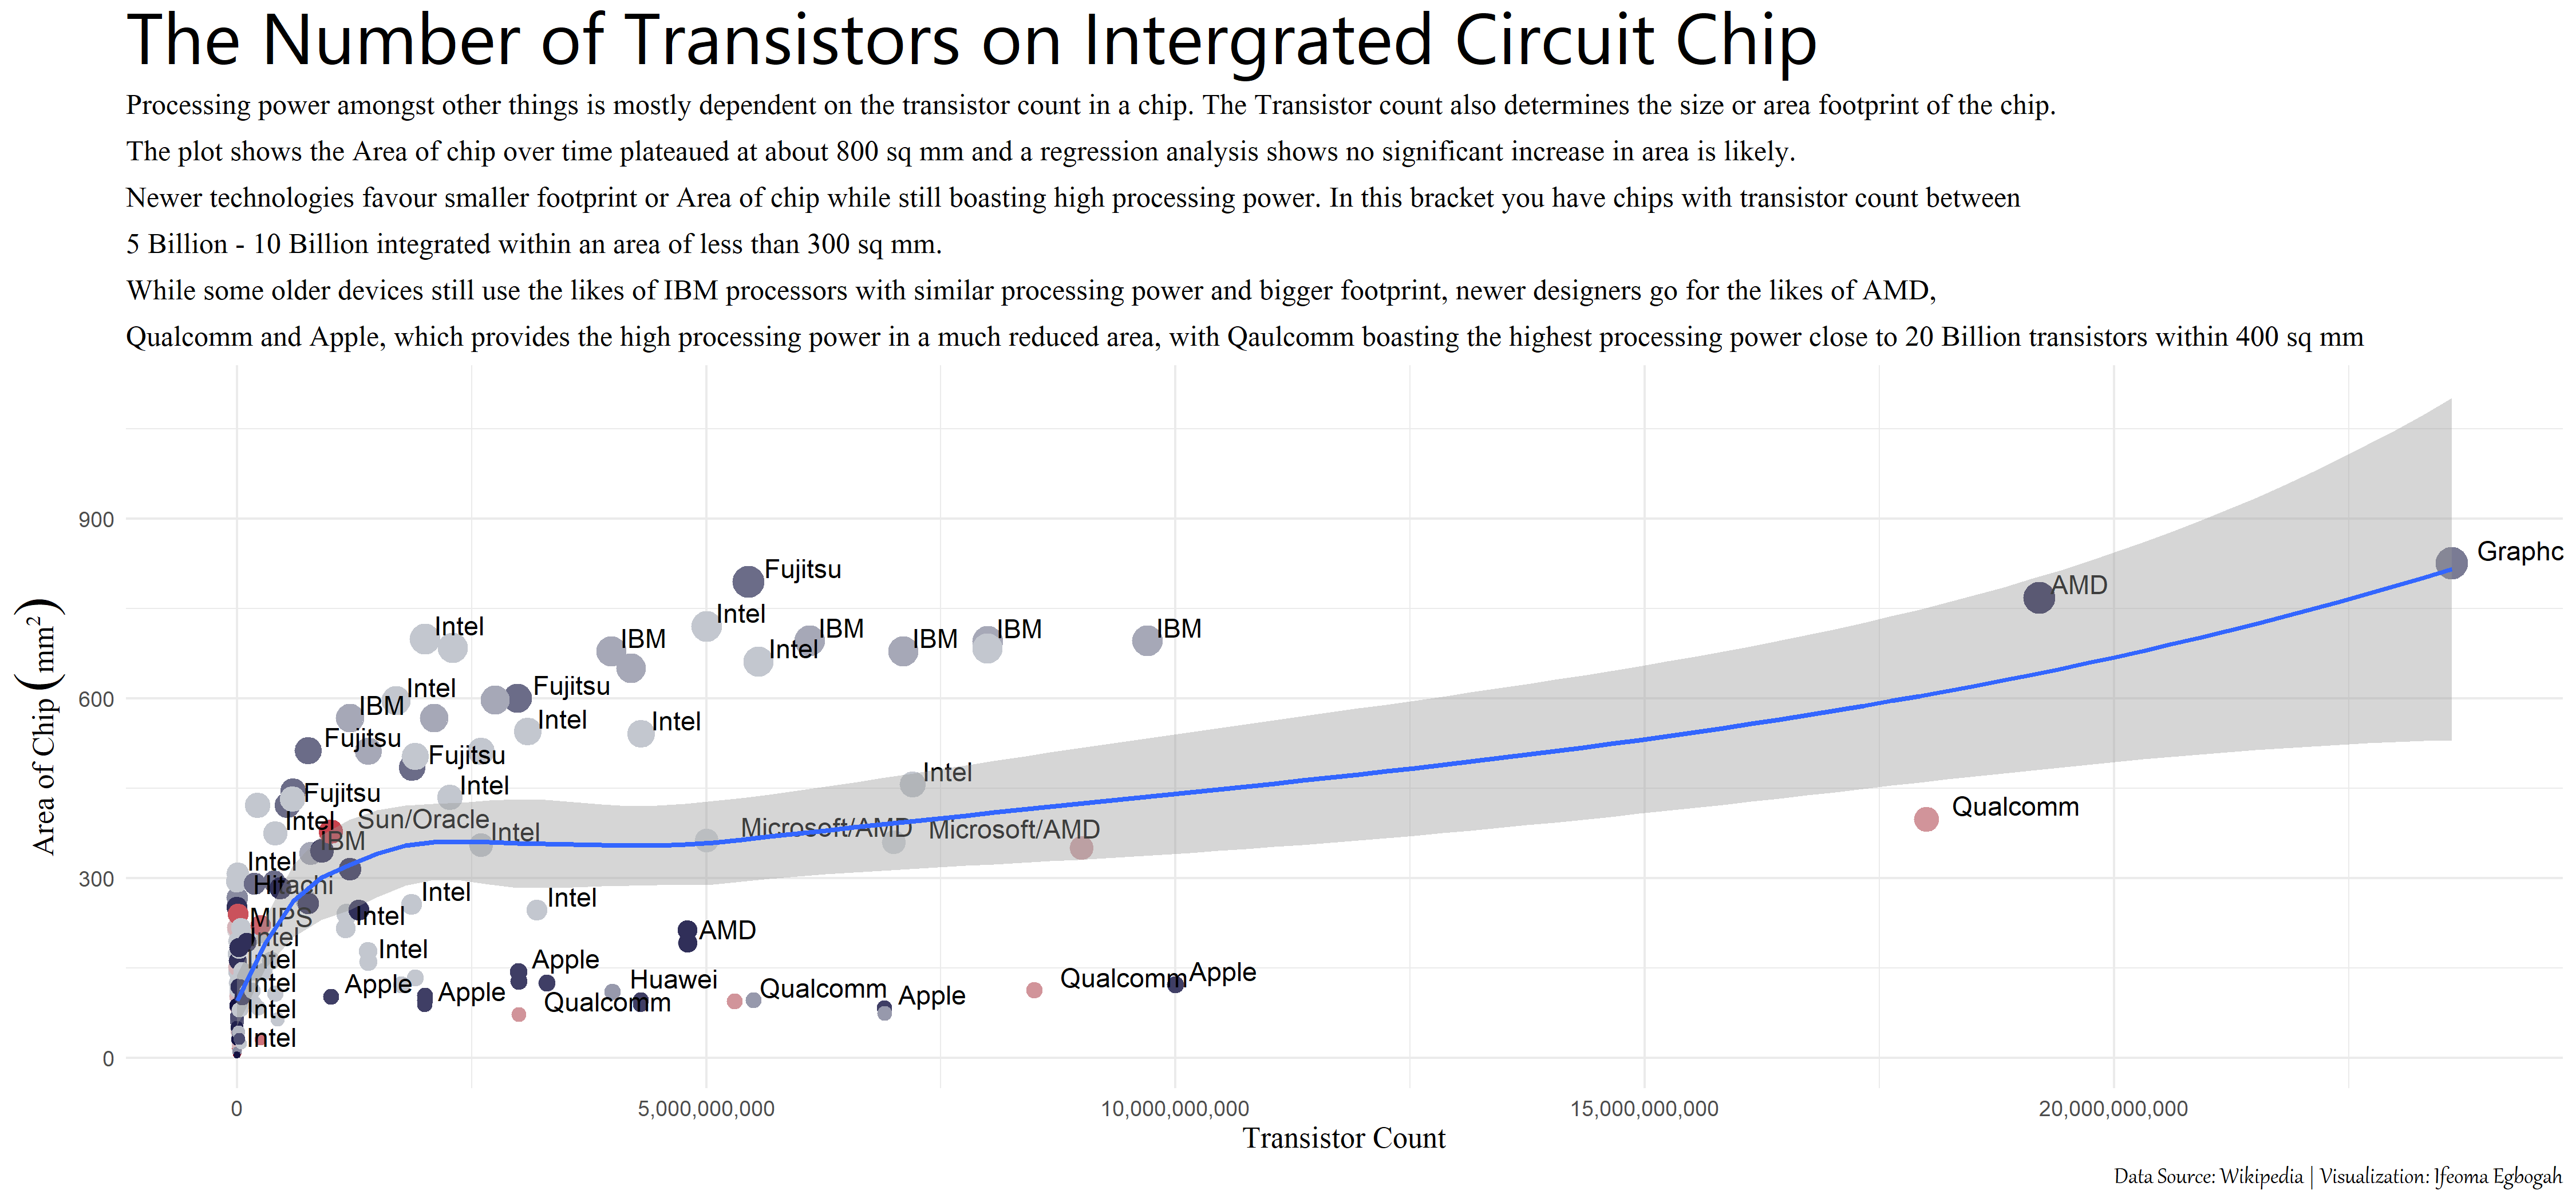 The Number of Transistors on Intergrated Circuit Chip
Processing power amongst other things is mostly dependent on the transistor count in a chip. The Transistor count also determines the size or area footprint of the chip.
The plot shows the Area of chip over time plateaued at about 800 sq mm and a regression analysis shows no significant increase in area is likely.
Newer technologies favour smaller footprint or Area of chip while still boasting high processing power. In this bracket you have chips with transistor count between
5 Billion - 10 Billion integrated within an area of less than 300 sq mm.
While some older devices still use the likes of IBM processors with similar processing power and bigger footprint, newer designers go for the likes of AMD,
Qualcomm and Apple, which provides the high processing power in a much reduced area, with Qaulcomm boasting the highest processing power close to 20 Billion transistors within 400 sq mm
Area of Chip (mm²)
900
600
300
0
Graphc
Fujitsu
AMD
Intel
Intel
IBM
IBM
IBM
IBM
IBM
Intel
Intel
Fujitsu
IBM
Intel
Intel
Fujitsu
Fujitsu
Intel
Intel
Fujitsu
Qualcomm
Intel
Sun/Oracle
IBM
Intel
Microsoft/AMD
Microsoft/AMD
Intel
Hitachi
Intel
Intel
MIPS
Intel
AMD
Intel
Intel
Intel
Apple
Intel
Apple
Apple
Huawei
Qualcomm
Qualcomm
Apple
Qualcomm
Apple
Intel
Intel
0
5,000,000,000
10,000,000,000
15,000,000,000
20,000,000,000
Transistor Count
Data Source: Wikipedia | Visualization: Ifeoma Egbogah